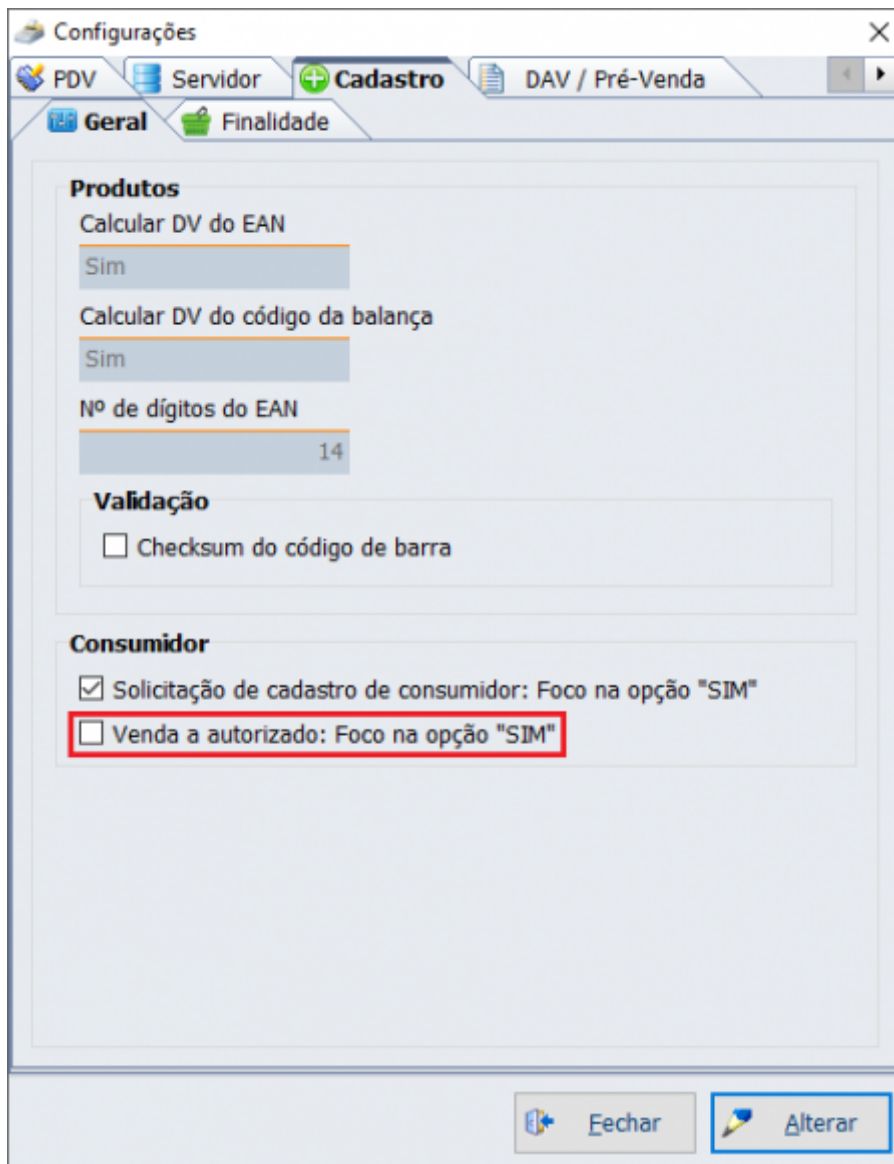 Configurações
PDV Servidor Cadastro DAV / Pré-Venda
Geral Finalidade
Produtos
Calcular DV do EAN
Sim
Calcular DV do código da balança
Sim
Nº de dígitos do EAN
14
Validação
Checksum do código de barra
Consumidor
Solicitação de cadastro de consumidor: Foco na opção "SIM"
Venda a autorizado: Foco na opção "SIM"
Fechar Alterar